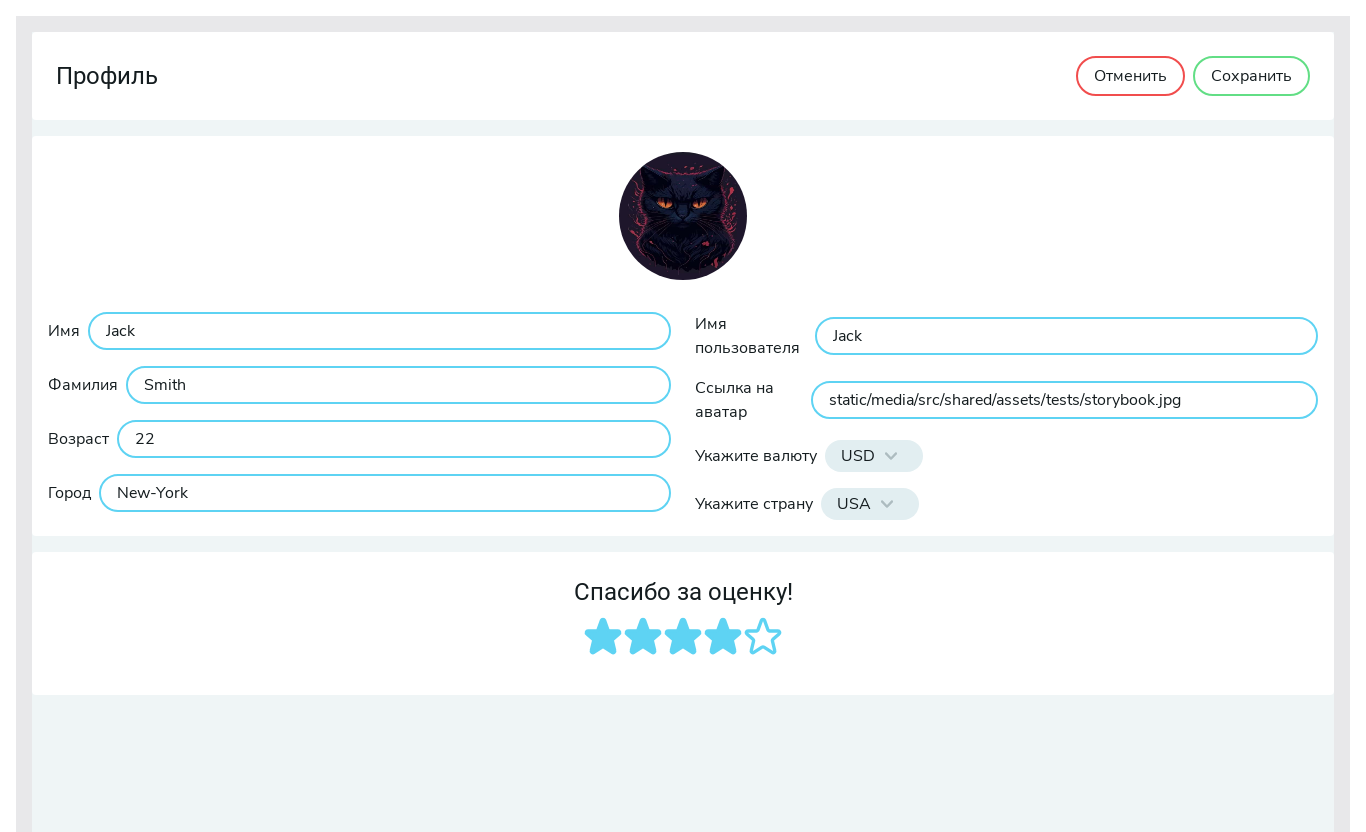 Профиль
Отменить
Сохранить
Имя
Jack
Фамилия
Smith
Возраст
22
Город
New-York
Имя
пользователя
Jack
Ссылка на
аватар
static/media/src/shared/assets/tests/storybook.jpg
Укажите валюту
USD
Укажите страну
USA
Спасибо за оценку!